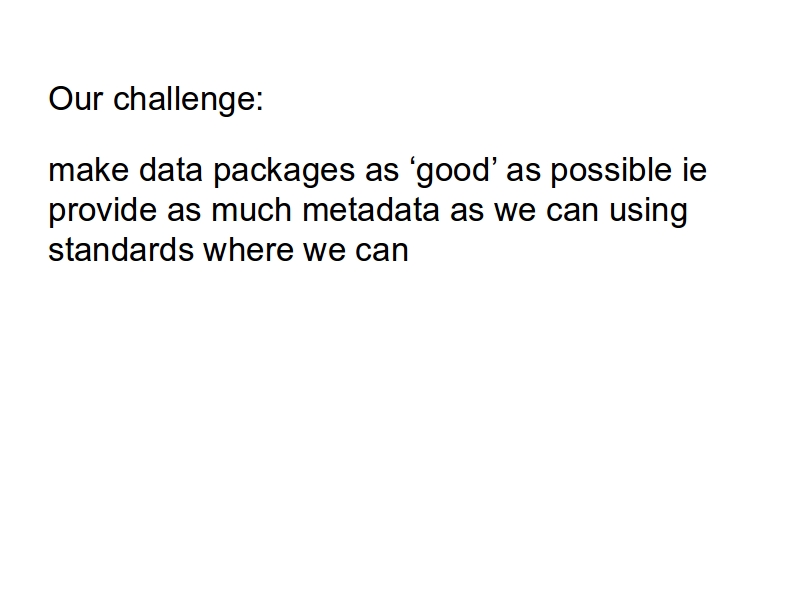 Our challenge:
make data packages as ‘good’ as possible ie
provide as much metadata as we can using
standards where we can